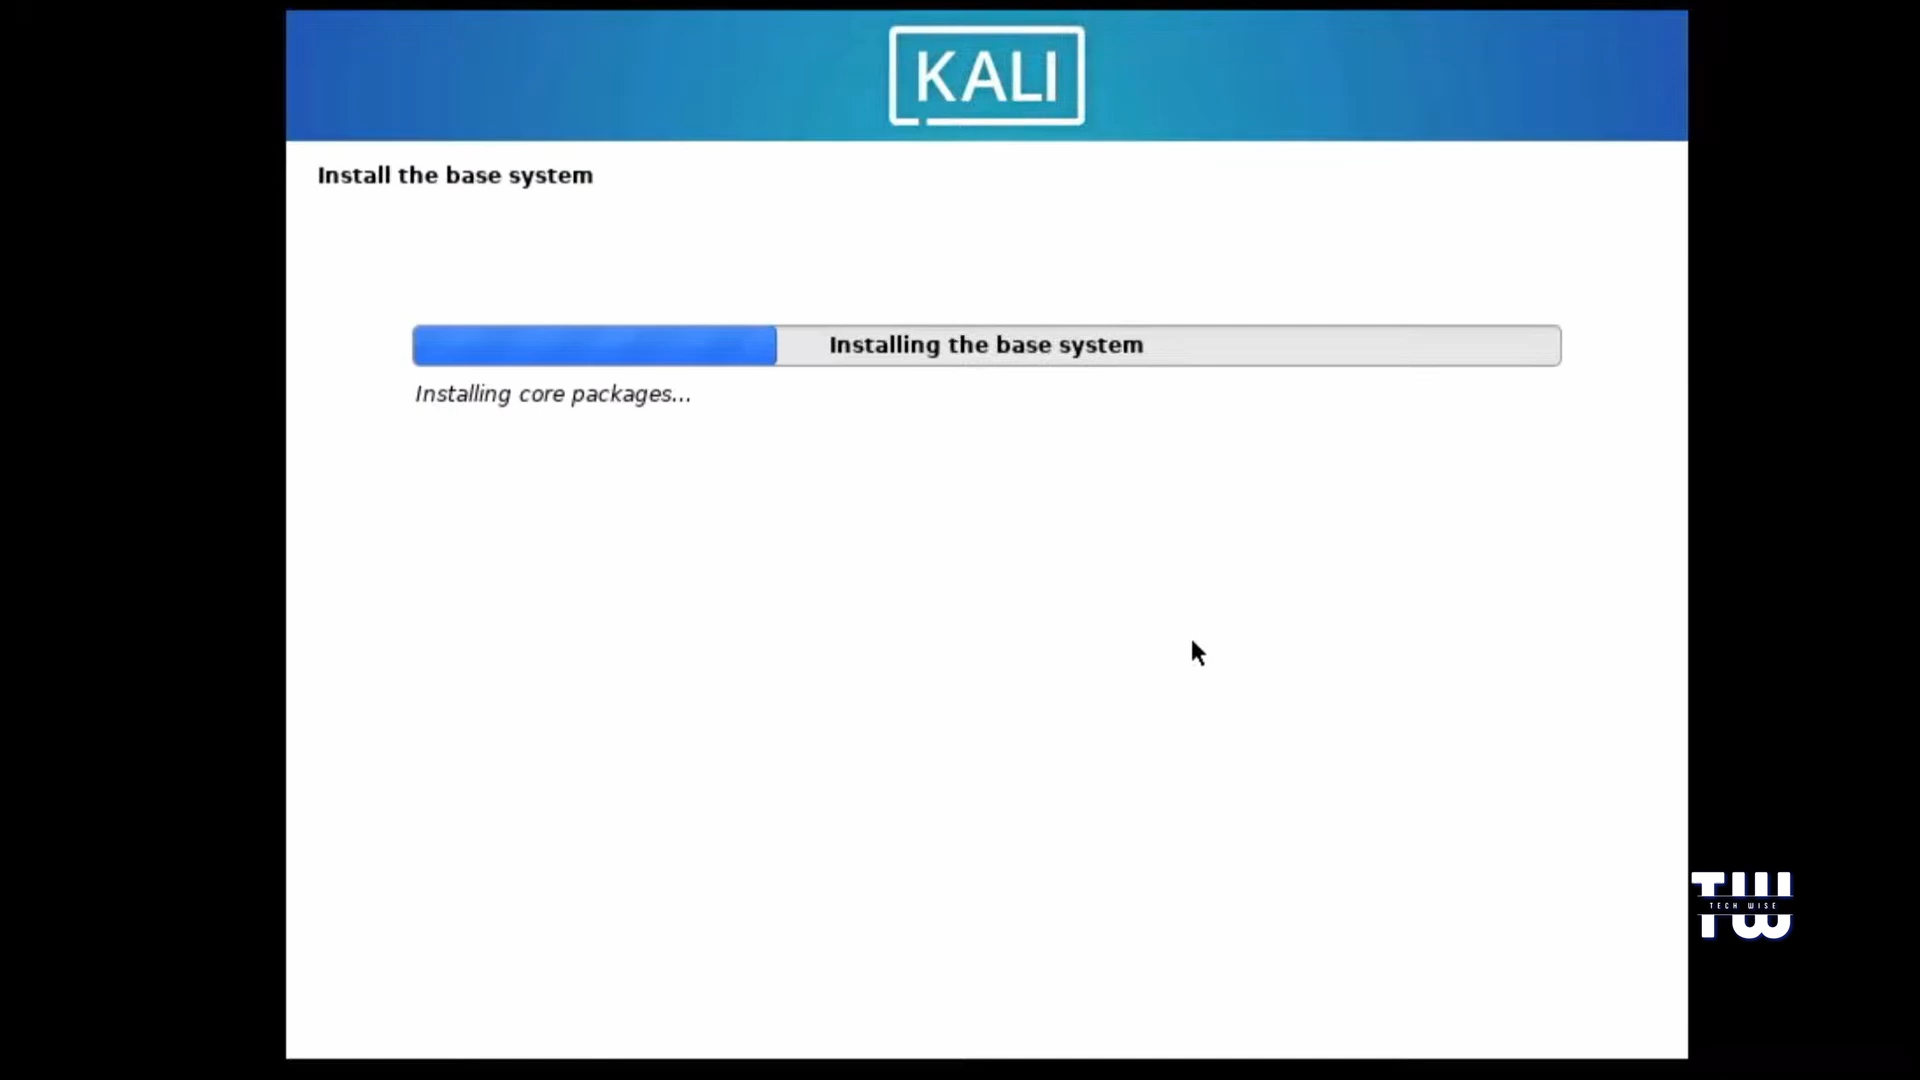 KALI
Install the base system
Installing the base system
Installing core packages...
TW
TECH WISE